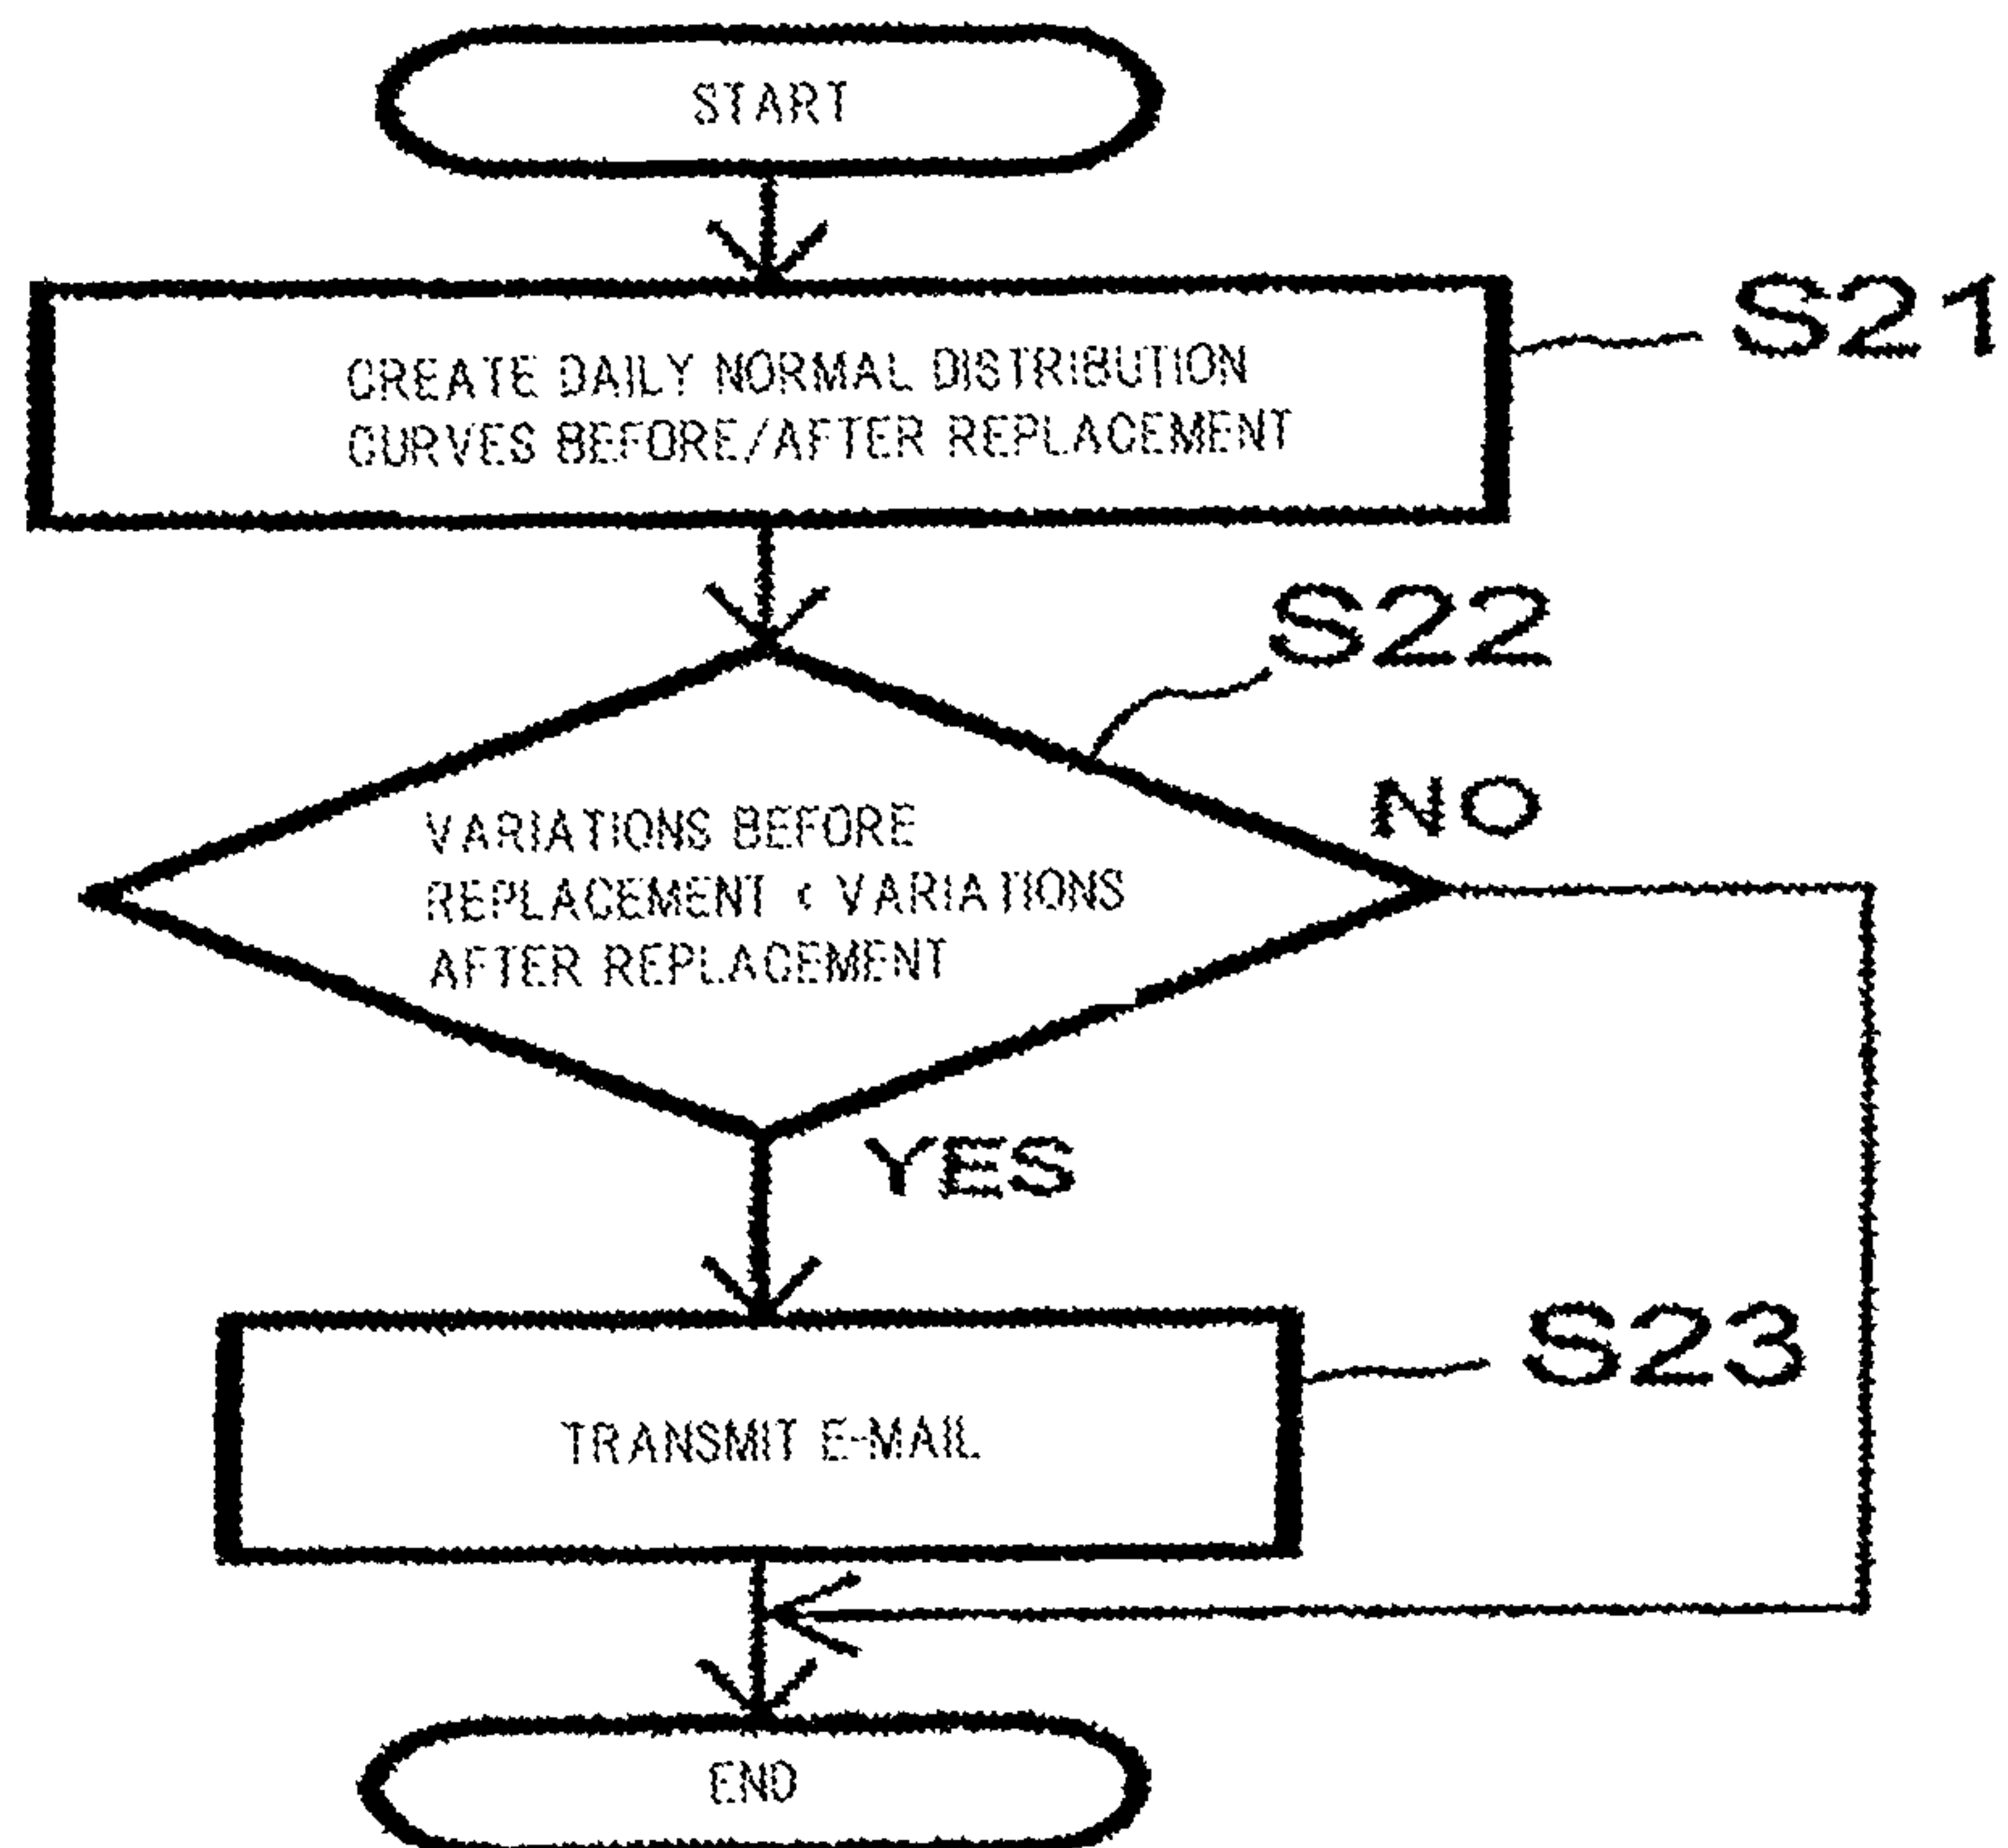 START
S21
CREATE DAILY NORMAL DISTRIBUTION
CURVES BEFORE/AFTER REPLACEMENT
S22
NO
VARIATIONS BEFORE
REPLACEMENT < VARIATIONS
AFTER REPLACEMENT
YES
S23
TRANSMIT E-MAIL
END